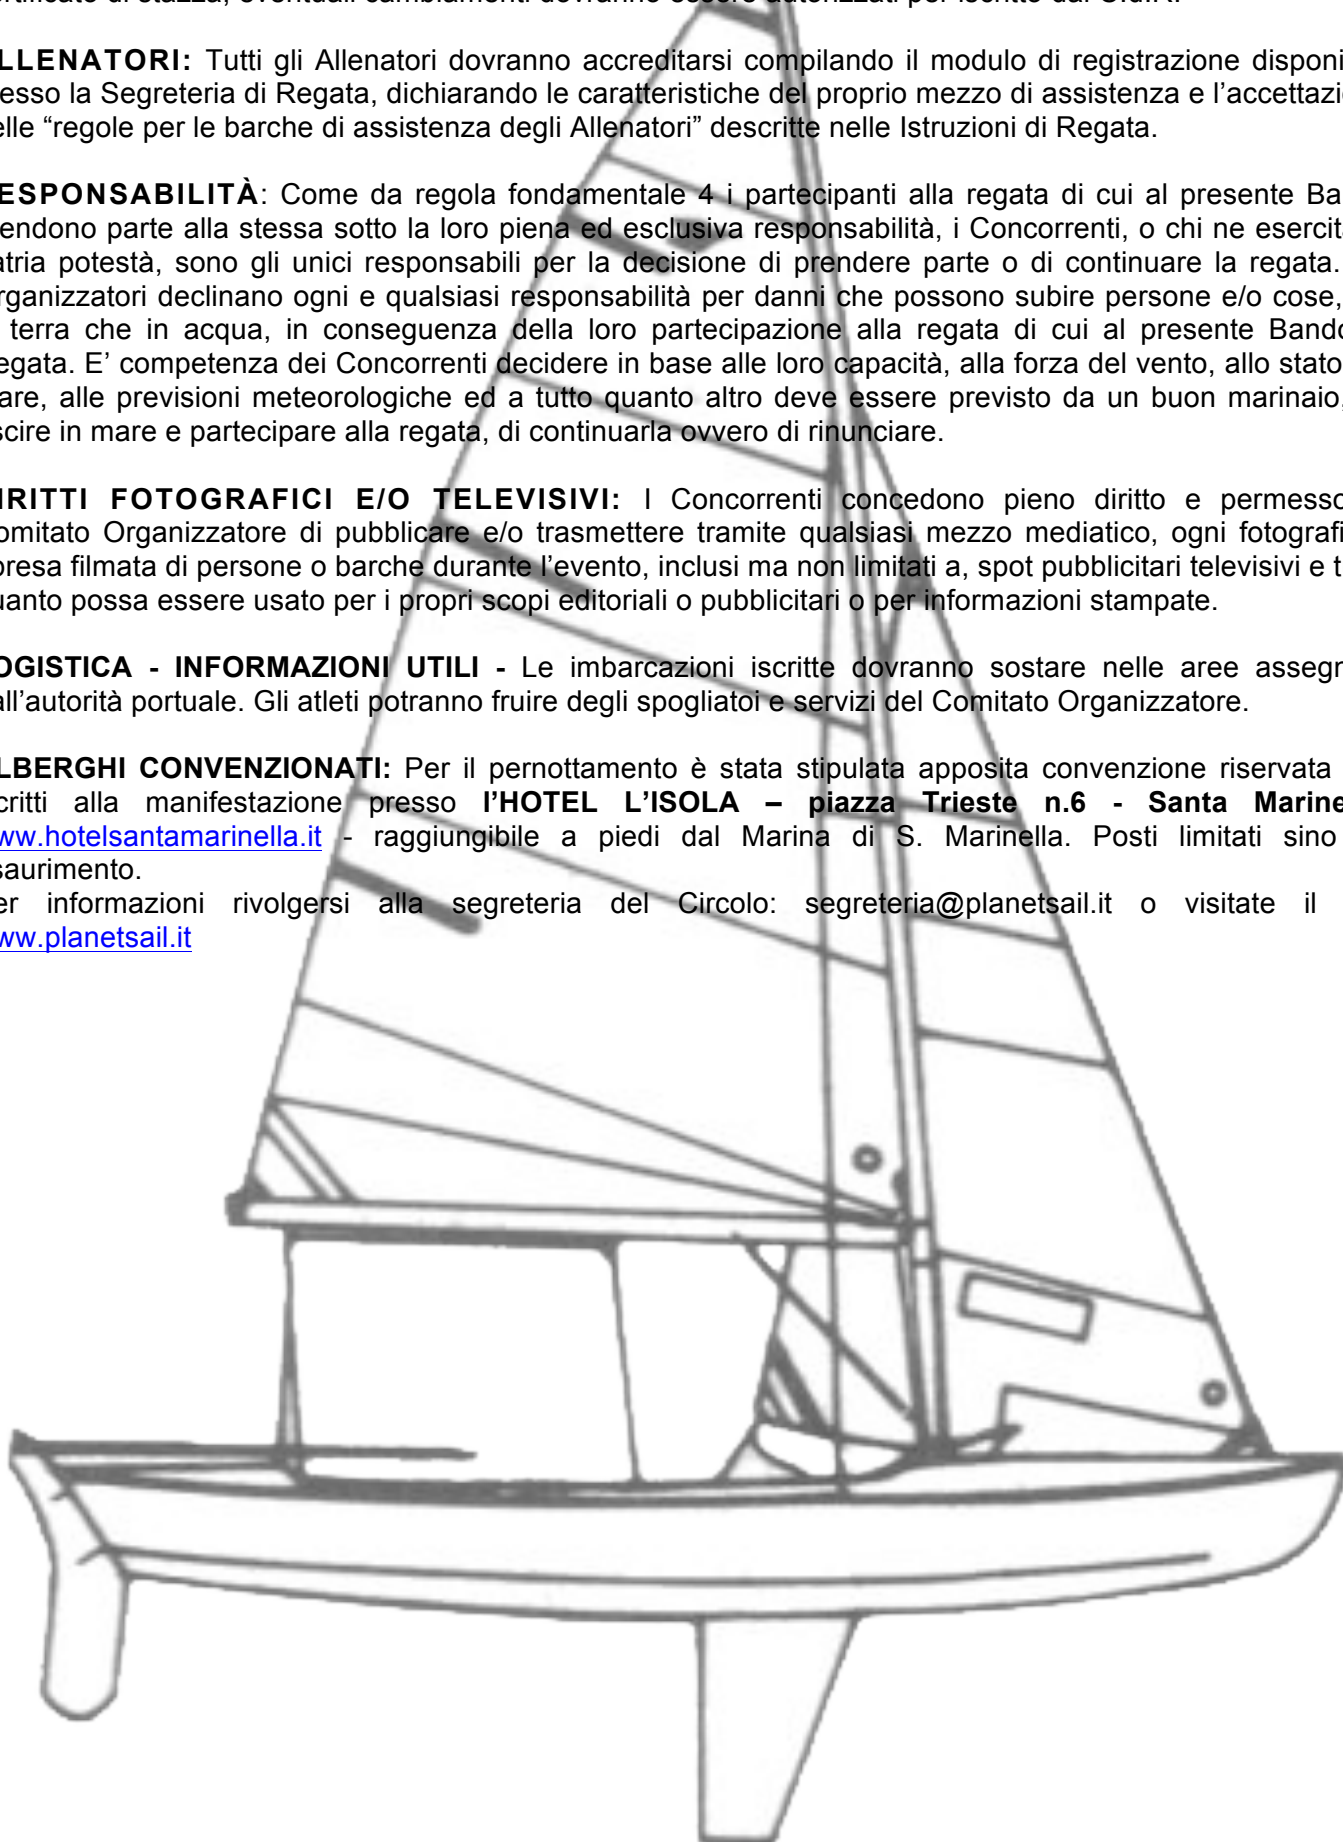 ertificato di stazza, eventuali cambiamenti dovranno essere autorizzati per iscritto dal C.d.R.
LLENATORI: Tutti gli Allenatori dovranno accreditarsi compilando il modulo di registrazione disponi
esso la Segreteria di Regata, dichiarando le caratteristiche del proprio mezzo di assistenza e l’accettazi
elle “regole per le barche di assistenza degli Allenatori” descritte nelle Istruzioni di Regata.
ESPONSABILITÀ: Come da regola fondamentale 4 i partecipanti alla regata di cui al presente Ba
endono parte alla stessa sotto la loro piena ed esclusiva responsabilità, i Concorrenti, o chi ne esercit
atria potestà, sono gli unici responsabili per la decisione di prendere parte o di continuare la regata.
rganizzatori declinano ogni e qualsiasi responsabilità per danni che possono subire persone e/o cose,
terra che in acqua, in conseguenza della loro partecipazione alla regata di cui al presente Bando
egata. E’ competenza dei Concorrenti decidere in base alle loro capacità, alla forza del vento, allo stato
are, alle previsioni meteorologiche ed a tutto quanto altro deve essere previsto da un buon marinaio,
scire in mare e partecipare alla regata, di continuarla ovvero di rinunciare.
IRITTI FOTOGRAFICI E/O TELEVISIVI: I Concorrenti concedono pieno diritto e permesso
omitato Organizzatore di pubblicare e/o trasmettere tramite qualsiasi mezzo mediatico, ogni fotografi
presa filmata di persone o barche durante l’evento, inclusi ma non limitati a, spot pubblicitari televisivi e t
uanto possa essere usato per i propri scopi editoriali o pubblicitari o per informazioni stampate.
OGISTICA - INFORMAZIONI UTILI - Le imbarcazioni iscritte dovranno sostare nelle aree assegn
all’autorità portuale. Gli atleti potranno fruire degli spogliatoi e servizi del Comitato Organizzatore.
LBERGHI CONVENZIONATI: Per il pernottamento è stata stipulata apposita convenzione riservata
critti alla manifestazione presso l’HOTEL L’ISOLA – piazza Trieste n.6 - Santa Marine
ww.hotelsantamarinella.it - raggiungibile a piedi dal Marina di S. Marinella. Posti limitati sino
saurimento.
er informazioni rivolgersi alla segreteria del Circolo: segreteria@planetsail.it o visitate il
ww.planetsail.it